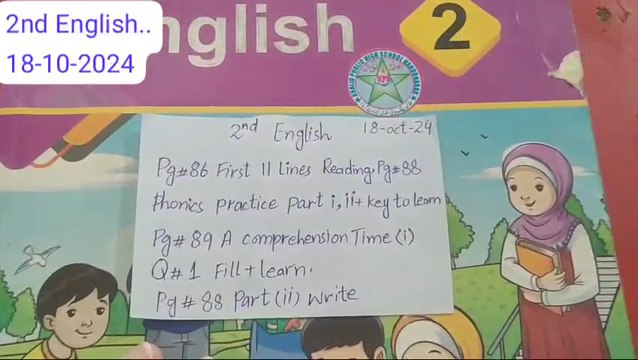 2nd English..
18-10-2024
English
2
2nd English 18-oct-24
Pg#86 First 11 lines Reading, Pg#88
Phonics practice part i, ii + key to learn
Pg# 89 A comprehension Time (i)
Q#1 Fill + learn.
Pg # 88 Part (ii) write